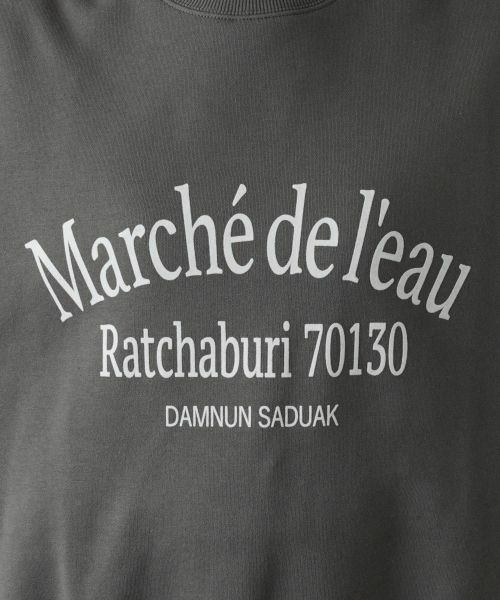 Marché de l'eau
Ratchaburi 70130
DAMNUN SADUAK